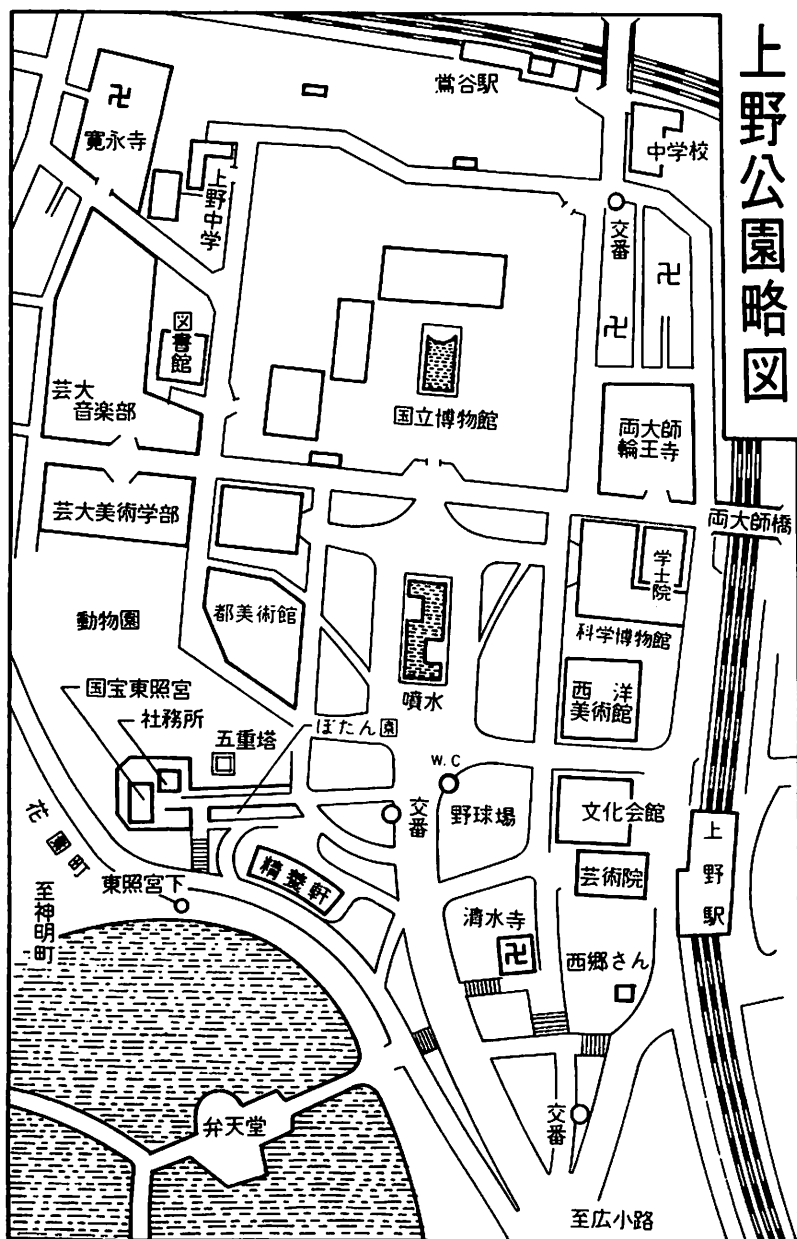 上野公園略図
鶯谷駅
寛永寺
中学校
上野中学
交番
図書館
国立博物館
芸大
音楽部
両大師
輪王寺
芸大美術学部
両大師橋
学士院
動物園
都美術館
科学博物館
国宝東照宮
社務所
西洋
美術館
噴水
五重塔
ぼたん園
W.C
交番
野球場
文化会館
上野駅
花園町
精養軒
芸術院
東照宮下
至神明町
清水寺
西郷さん
弁天堂
交番
至広小路